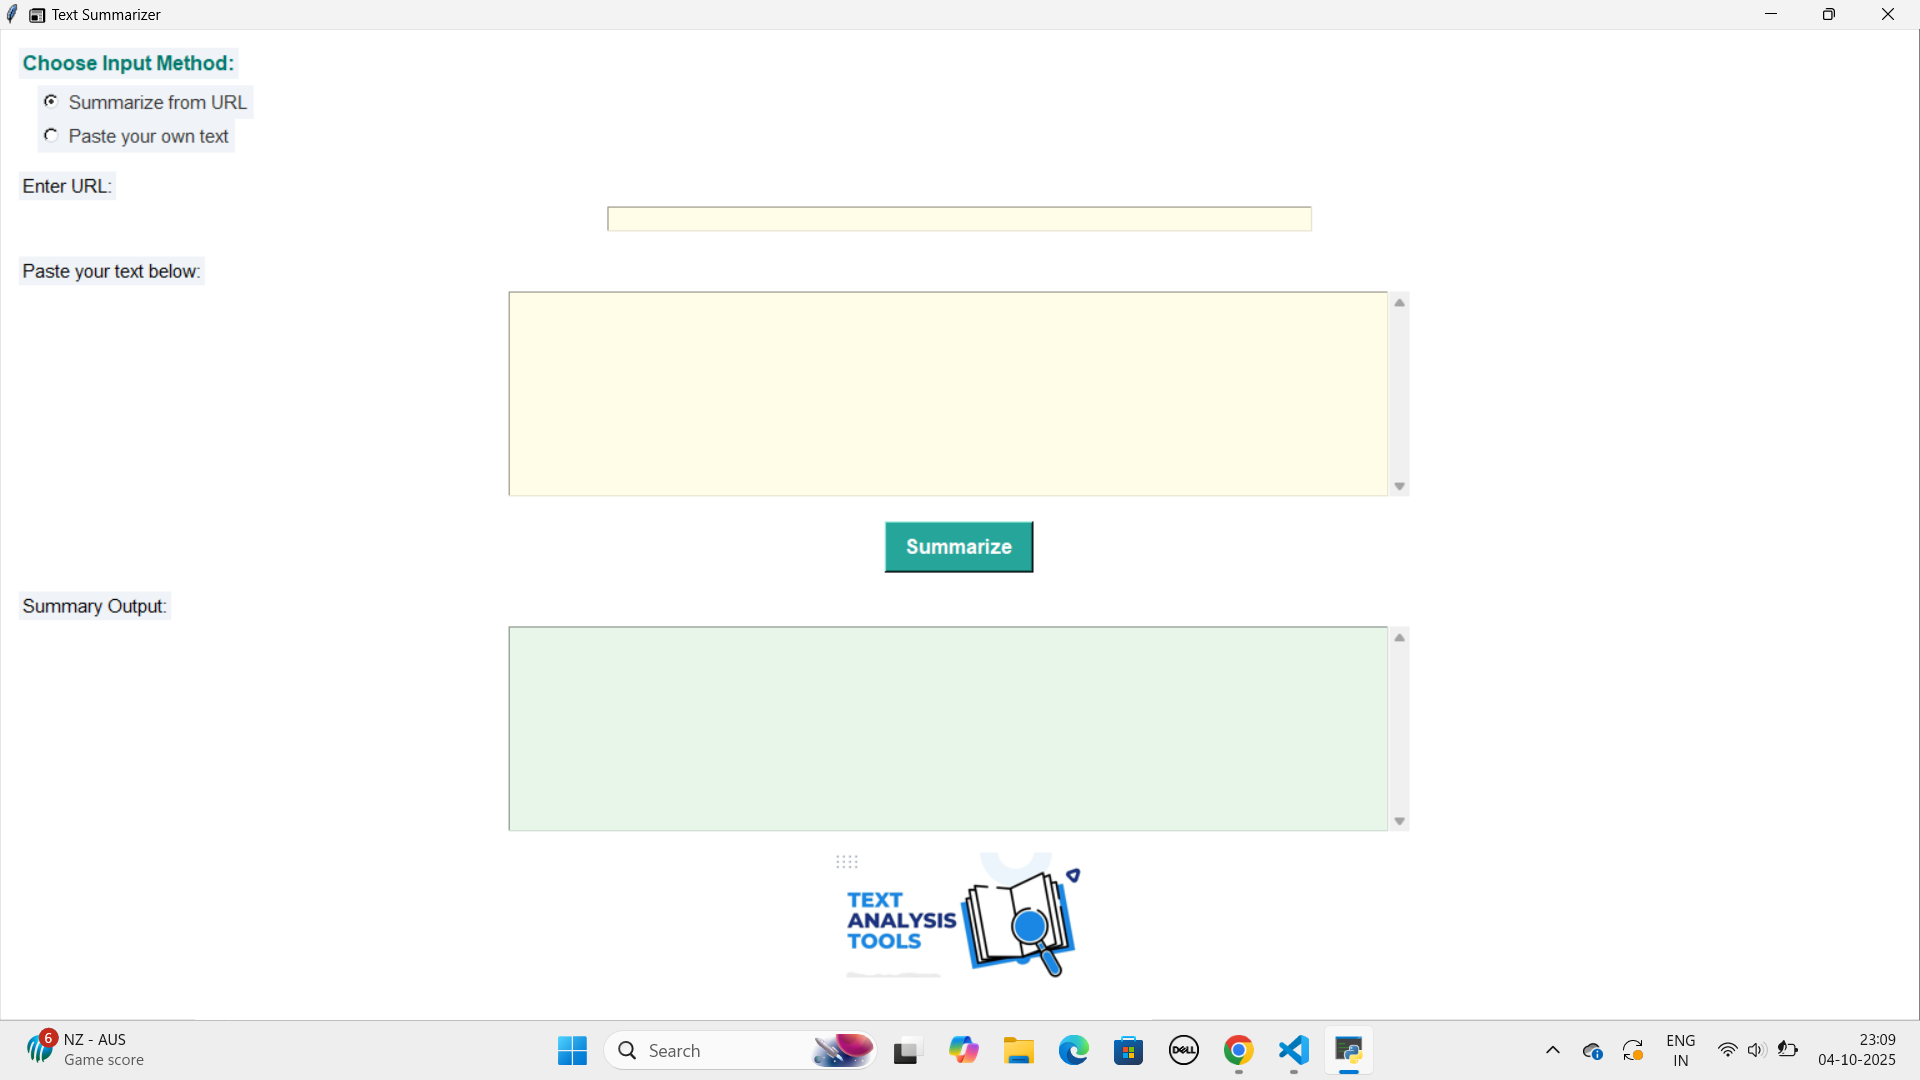 Text Summarizer
Choose Input Method:
Summarize from URL
Paste your own text
Enter URL:
Paste your text below:
Summarize
Summary Output:
TEXT
ANALYSIS
TOOLS
6
NZ - AUS
Game score
Search
DELL
ENG
IN
23:09
04-10-2025